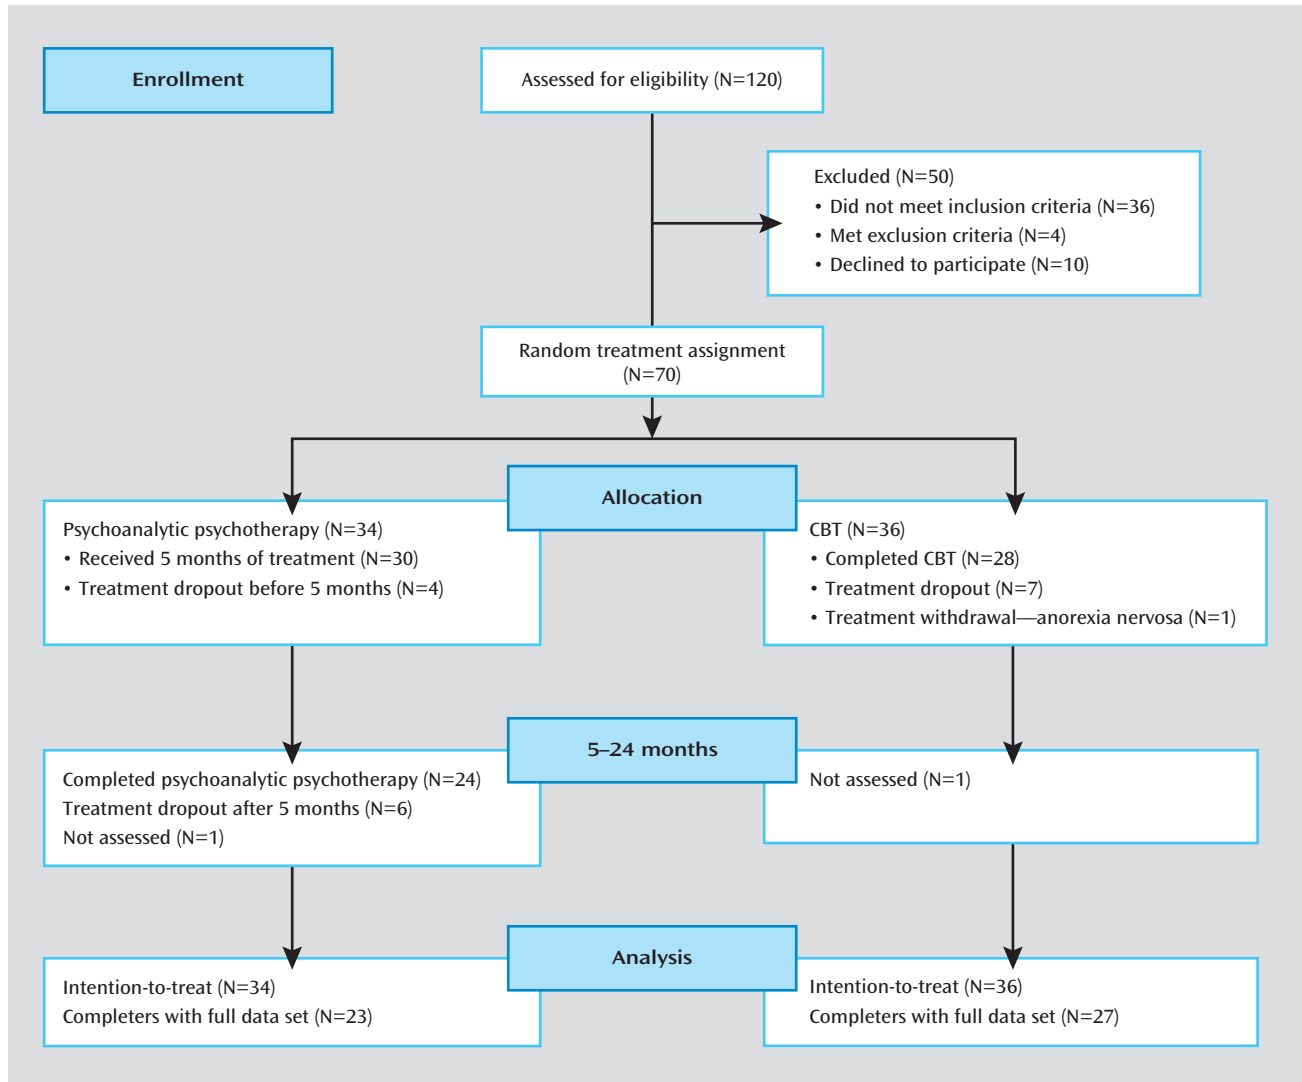 Enrollment
Assessed for eligibility (N=120)
Excluded (N=50)
• Did not meet inclusion criteria (N=36)
• Met exclusion criteria (N=4)
• Declined to participate (N=10)
Random treatment assignment
(N=70)
Allocation
Psychoanalytic psychotherapy (N=34)
• Received 5 months of treatment (N=30)
• Treatment dropout before 5 months (N=4)
CBT (N=36)
• Completed CBT (N=28)
• Treatment dropout (N=7)
• Treatment withdrawal—anorexia nervosa (N=1)
5–24 months
Completed psychoanalytic psychotherapy (N=24)
Treatment dropout after 5 months (N=6)
Not assessed (N=1)
Not assessed (N=1)
Analysis
Intention-to-treat (N=34)
Completers with full data set (N=23)
Intention-to-treat (N=36)
Completers with full data set (N=27)